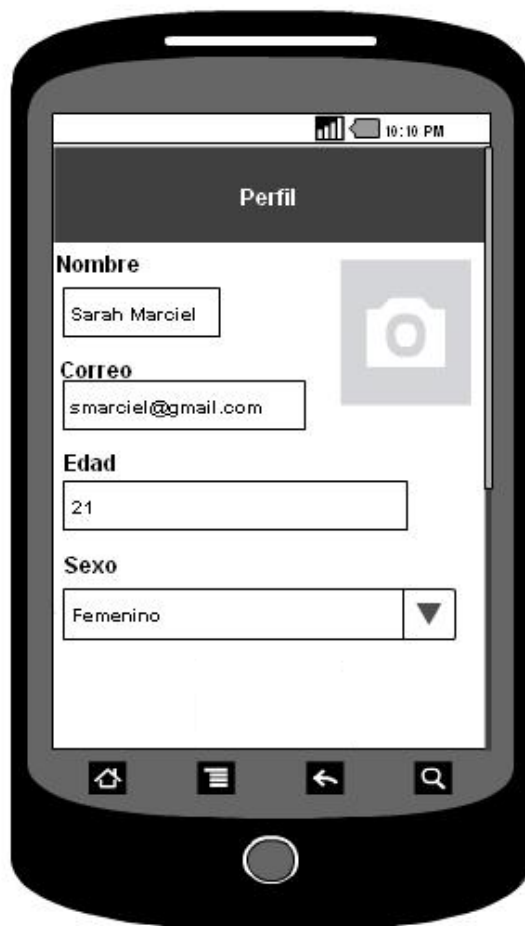 10:10 PM
Perfil
Nombre
Sarah Marciel
Correo
smarciel@gmail.com
Edad
21
Sexo
Femenino